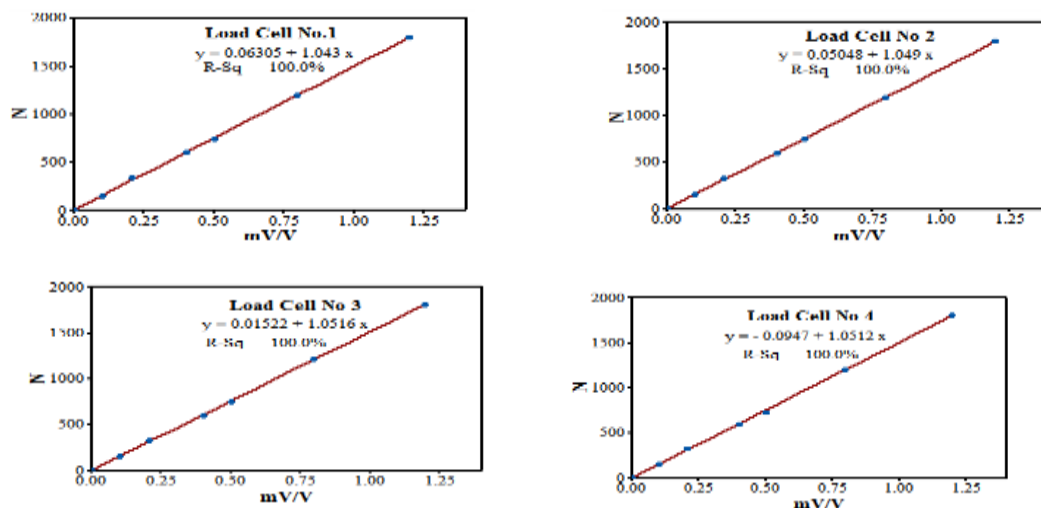 Load Cell No.1
y = 0.06305 + 1.043 x
R-Sq 100.0%
2000
1500
1000
500
0
N
0.00 0.25 0.50 0.75 1.00 1.25
mV/V
Load Cell No 2
y = 0.05048 + 1.049 x
R-Sq 100.0%
2000
1500
1000
500
0
N
0.00 0.25 0.50 0.75 1.00 1.25
mV/V
Load Cell No 3
y = 0.01522 + 1.0516 x
R-Sq 100.0%
2000
1500
1000
500
0
N
0.00 0.25 0.50 0.75 1.00 1.25
mV/V
Load Cell No 4
y = - 0.0947 + 1.0512 x
R-Sq 100.0%
2000
1500
1000
500
0
N
0.00 0.25 0.50 0.75 1.00 1.25
mV/V